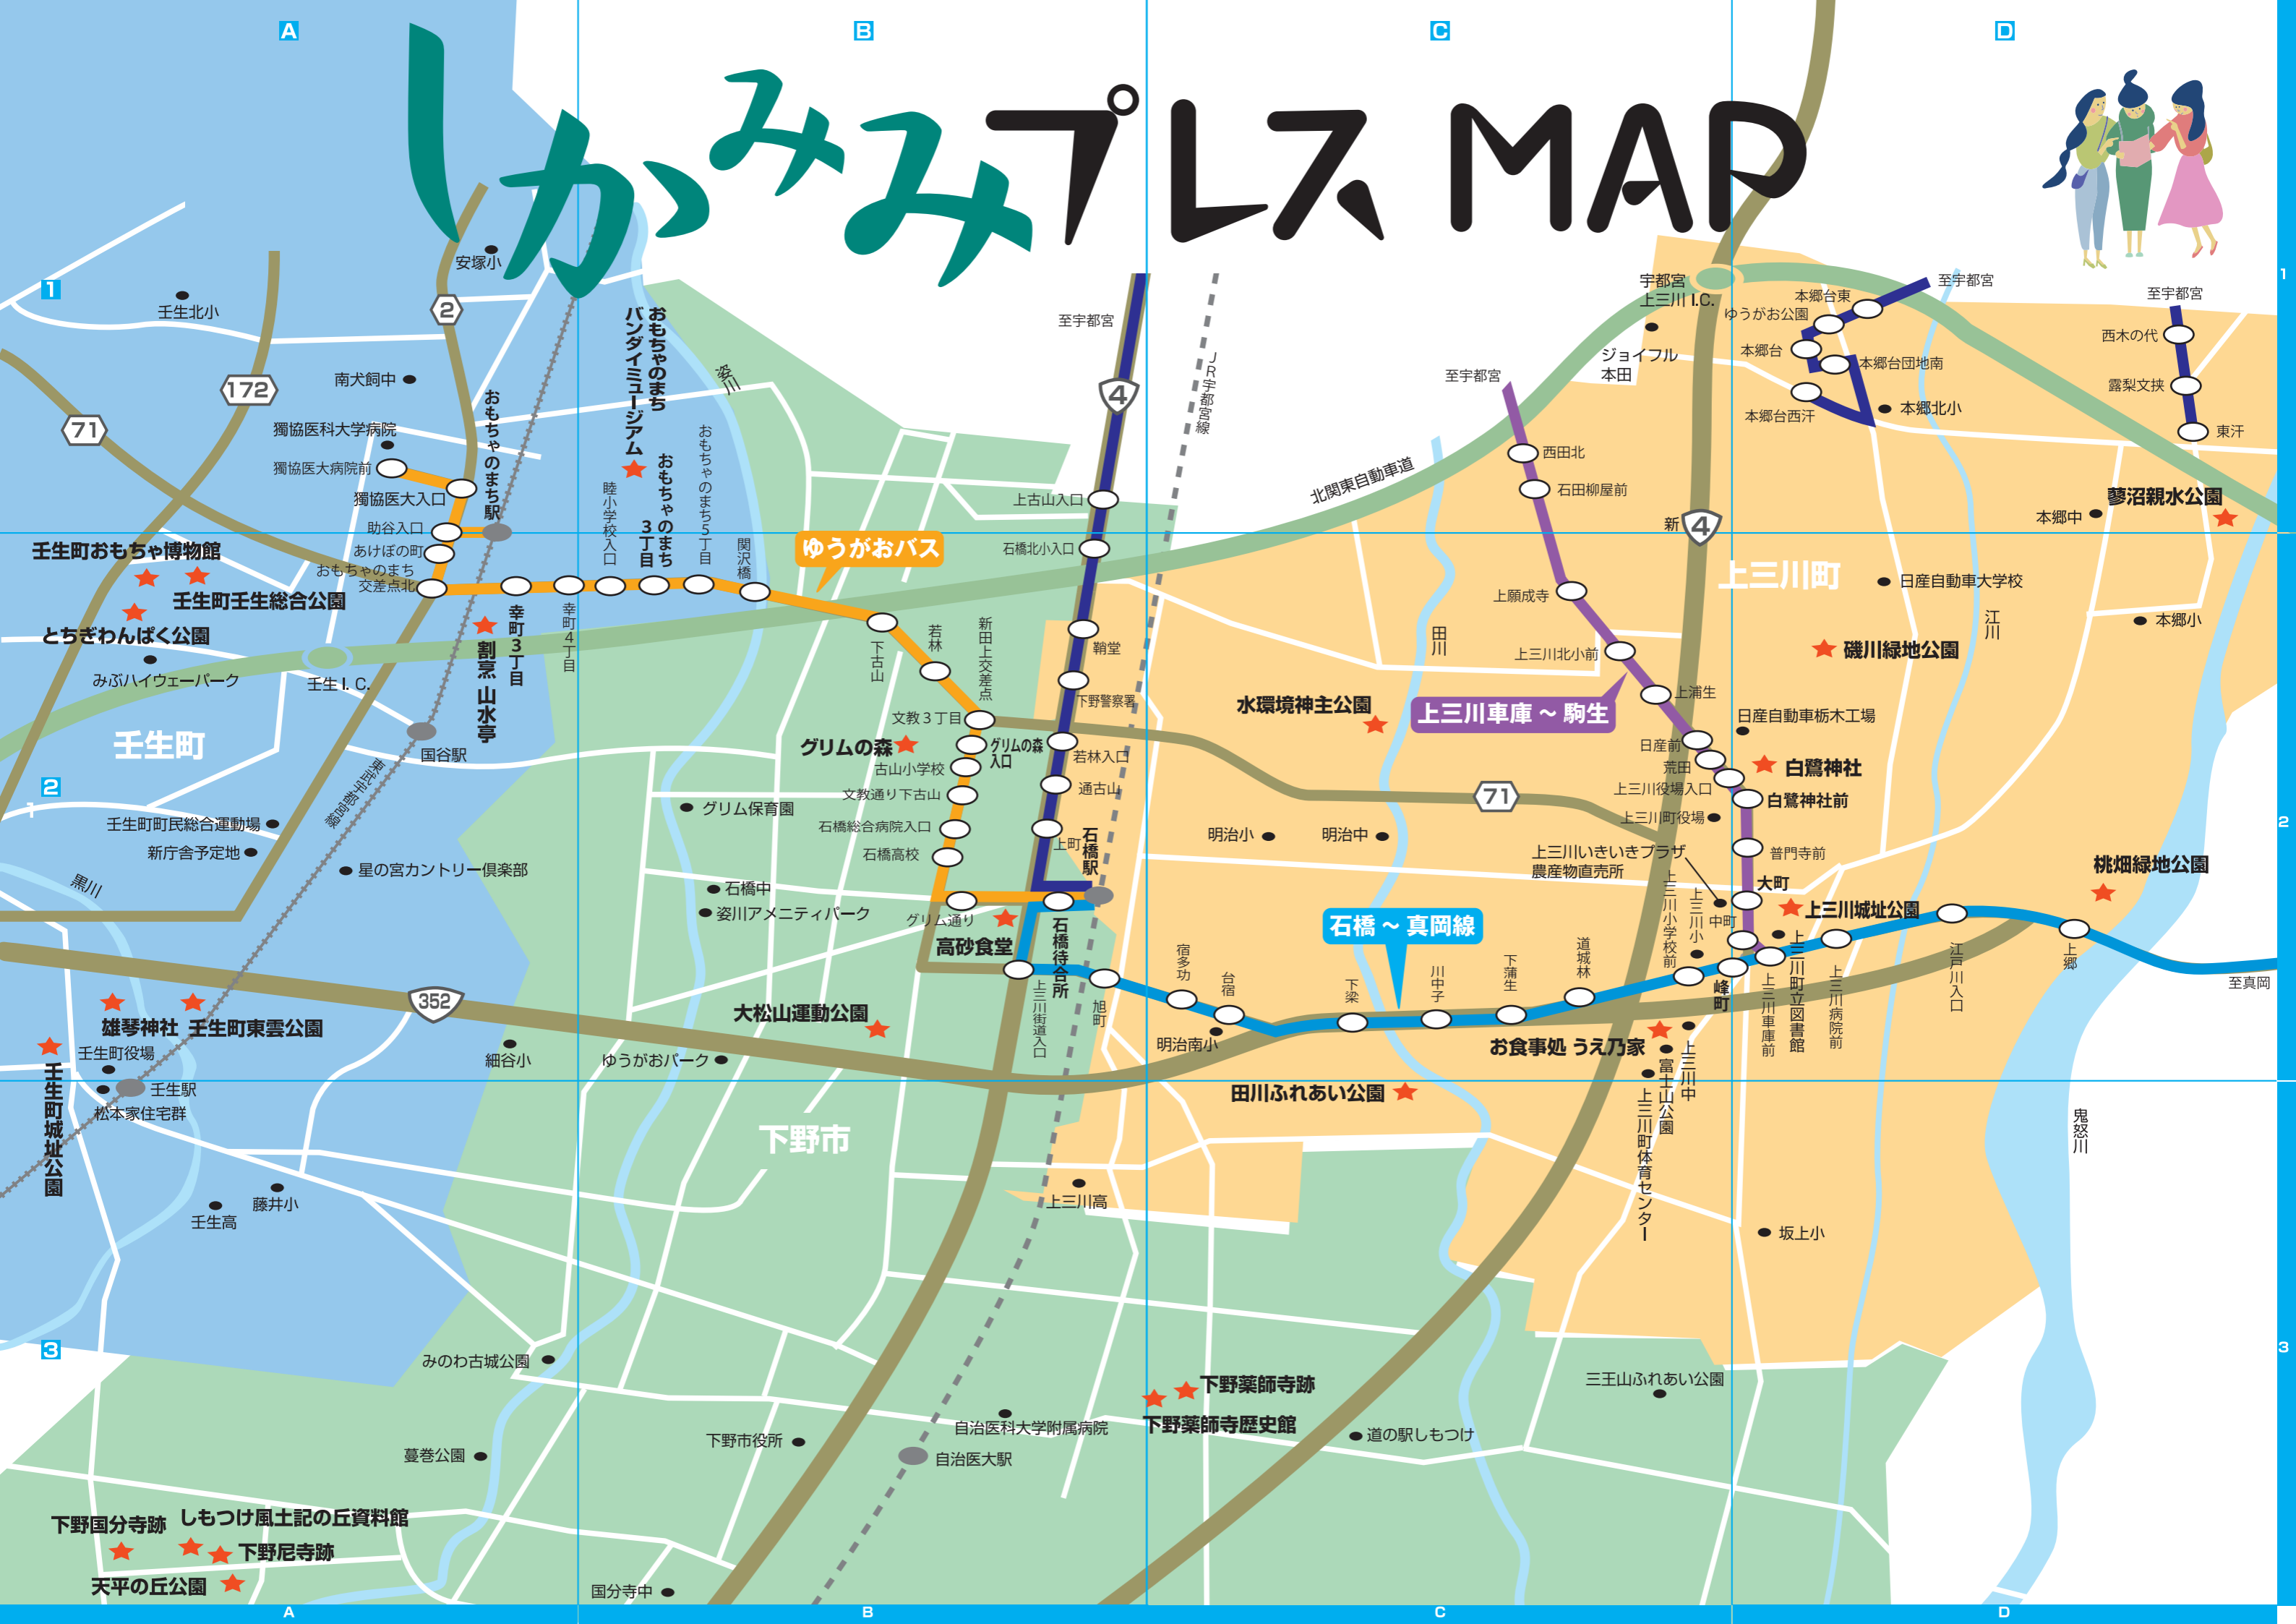 A
B
C
D
しかみみプレス MAP
1
1
安塚小
2
壬生北小
172
71
南犬飼中
獨協医科大学病院
獨協医大病院前
獨協医大入口
おもちゃのまち駅
助谷入口
あけぼの町
おもちゃのまち
交差点北
おもちゃのまち
バンダイミュージアム
睦小学校入口
おもちゃのまち
3丁目
おもちゃのまち5丁目
関沢橋
姿川
至宇都宮
JR宇都宮線
4
上古山入口
石橋北小入口
ゆうがおバス
壬生町おもちゃ博物館
壬生町壬生総合公園
とちぎわんぱく公園
みぶハイウェーパーク
壬生 I. C.
割烹 山水亭
幸町3丁目
幸町4丁目
壬生町
国谷駅
東武宇都宮線
下古山
若林
新田上交差点
鞘堂
下野警察署
文教3丁目
グリムの森
グリムの森
入口
若林入口
古山小学校
文教通り下古山
通古山
グリム保育園
石橋総合病院入口
石橋高校
上町
石橋駅
石橋中
姿川アメニティパーク
グリム通り
高砂食堂
石橋待合所
上三川街道入口
旭町
2
1
壬生町町民総合運動場
新庁舎予定地
星の宮カントリー倶楽部
黒川
352
雄琴神社
壬生町東雲公園
壬生町役場
壬生駅
松本家住宅群
壬生町城址公園
細谷小
ゆうがおパーク
大松山運動公園
宇都宮
上三川 I.C.
ジョイフル
本田
至宇都宮
北関東自動車道
西田北
石田柳屋前
新
4
上願成寺
田川
上三川北小前
上浦生
上三川車庫 ~ 駒生
水環境神主公園
日産前
荒田
上三川役場入口
上三川町役場
日産自動車栃木工場
白鷺神社
白鷺神社前
71
明治小
明治中
上三川いきいきプラザ
農産物直売所
普門寺前
大町
中町
上三川小学校前
上三川小
上三川城址公園
石橋 ~ 真岡線
宿多功
台宿
明治南小
下梁
川中子
下蒲生
道城林
峰町
上三川車庫前
上三川町立図書館
上三川病院前
江戸川入口
上郷
至真岡
お食事処 うえ乃家
富士山公園
上三川中
上三川町体育センター
田川ふれあい公園
至宇都宮
本郷台東
ゆうがお公園
本郷台
本郷台団地南
本郷台西汗
本郷北小
至宇都宮
西木の代
露梨文挟
東汗
蓼沼親水公園
本郷中
上三川町
日産自動車大学校
江川
本郷小
磯川緑地公園
桃畑緑地公園
2
鬼怒川
下野市
藤井小
壬生高
上三川高
坂上小
3
3
みのわ古城公園
蔓巻公園
下野市役所
自治医科大学附属病院
自治医大駅
下野薬師寺跡
下野薬師寺歴史館
道の駅しもつけ
三王山ふれあい公園
下野国分寺跡
しもつけ風土記の丘資料館
下野尼寺跡
天平の丘公園
国分寺中
A
B
C
D